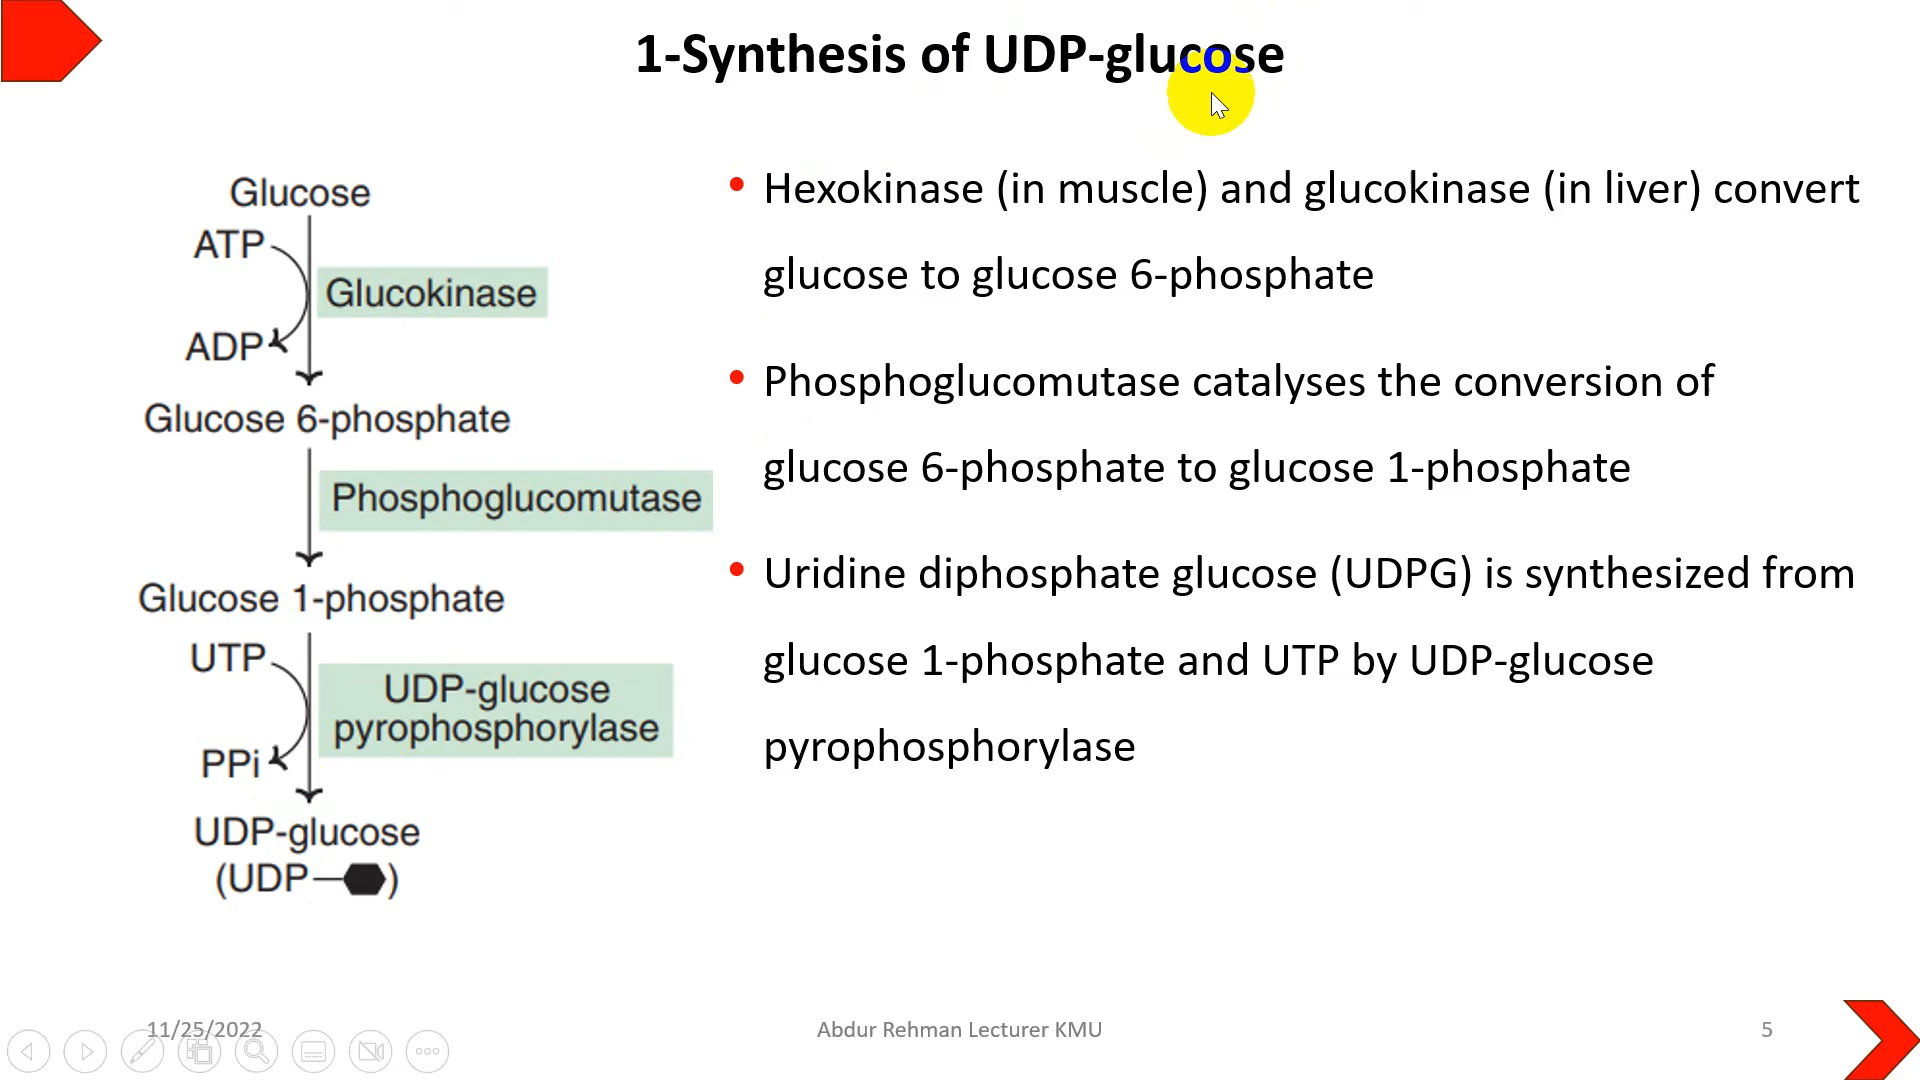 1-Synthesis of UDP-glucose
Glucose
ATP
Glucokinase
ADP
Glucose 6-phosphate
Phosphoglucomutase
Glucose 1-phosphate
UTP
UDP-glucose
pyrophosphorylase
PPi
UDP-glucose
(UDP—⬢)
• Hexokinase (in muscle) and glucokinase (in liver) convert
glucose to glucose 6-phosphate
• Phosphoglucomutase catalyses the conversion of
glucose 6-phosphate to glucose 1-phosphate
• Uridine diphosphate glucose (UDPG) is synthesized from
glucose 1-phosphate and UTP by UDP-glucose
pyrophosphorylase
11/25/2022
Abdur Rehman Lecturer KMU
5